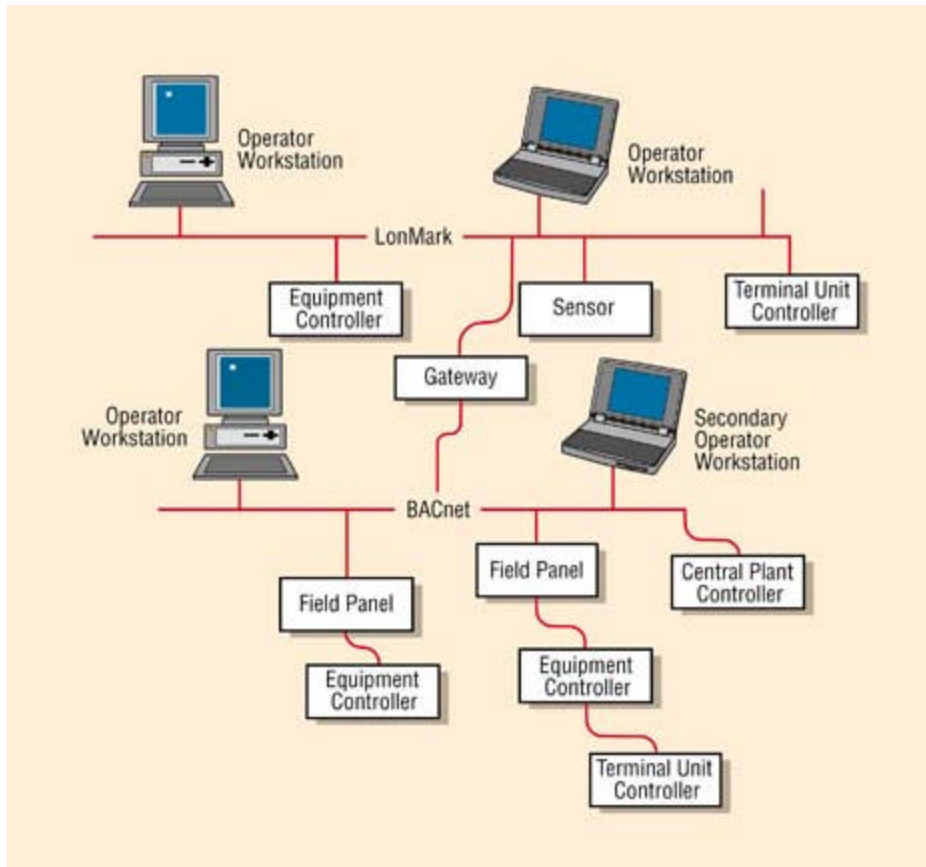 Operator
Workstation
Operator
Workstation
LonMark
Equipment
Controller
Sensor
Terminal Unit
Controller
Gateway
Operator
Workstation
Secondary
Operator
Workstation
BACnet
Field Panel
Field Panel
Central Plant
Controller
Equipment
Controller
Equipment
Controller
Terminal Unit
Controller